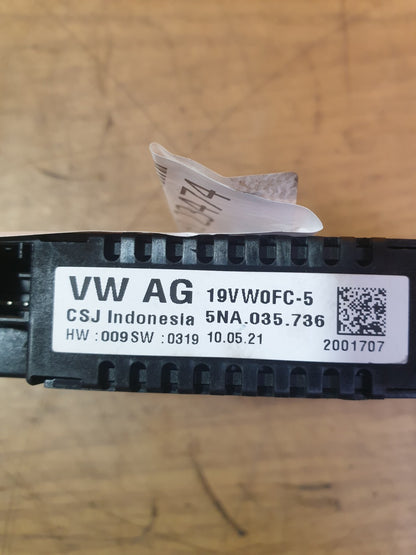 VW AG 19VW0FC-5
CSJ Indonesia 5NA.035.736
HW :009 SW :0319 10.05.21
2001707